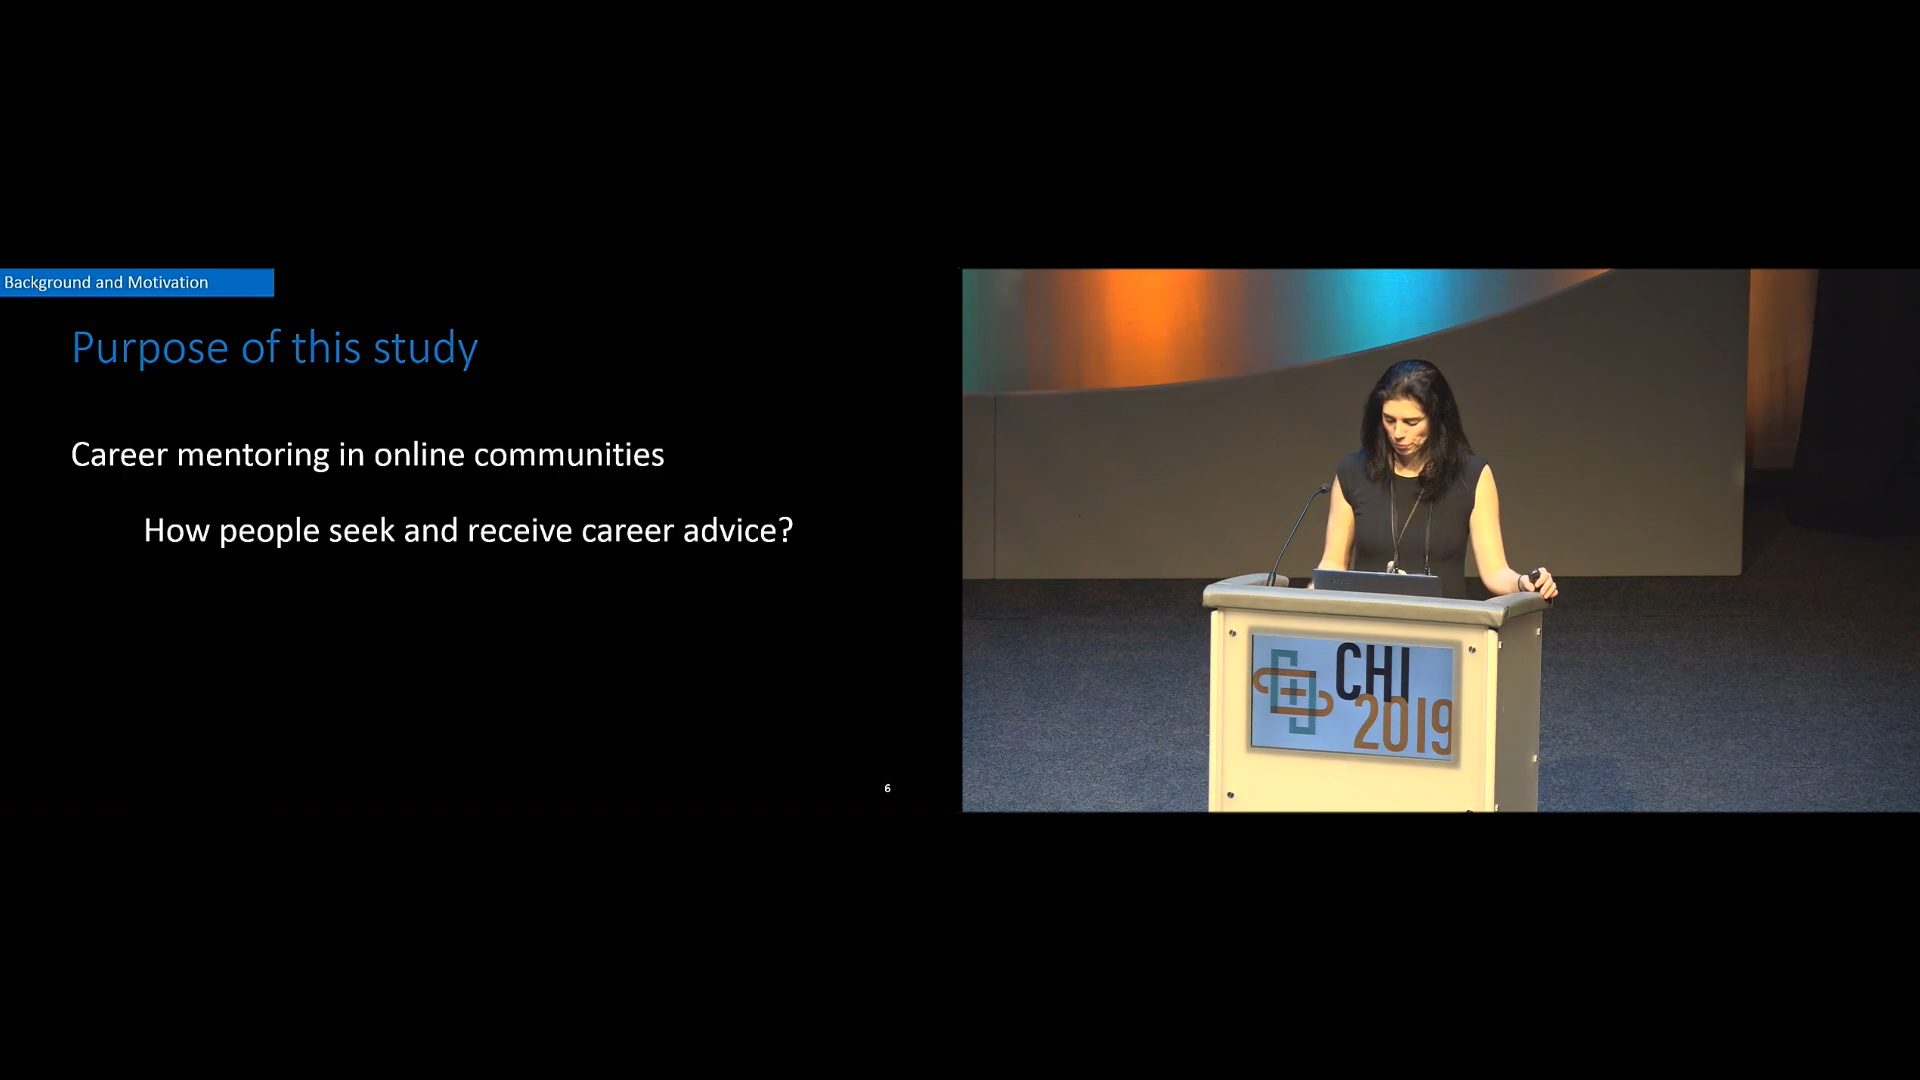 Background and Motivation
Purpose of this study
Career mentoring in online communities
How people seek and receive career advice?
6
CHI
2019